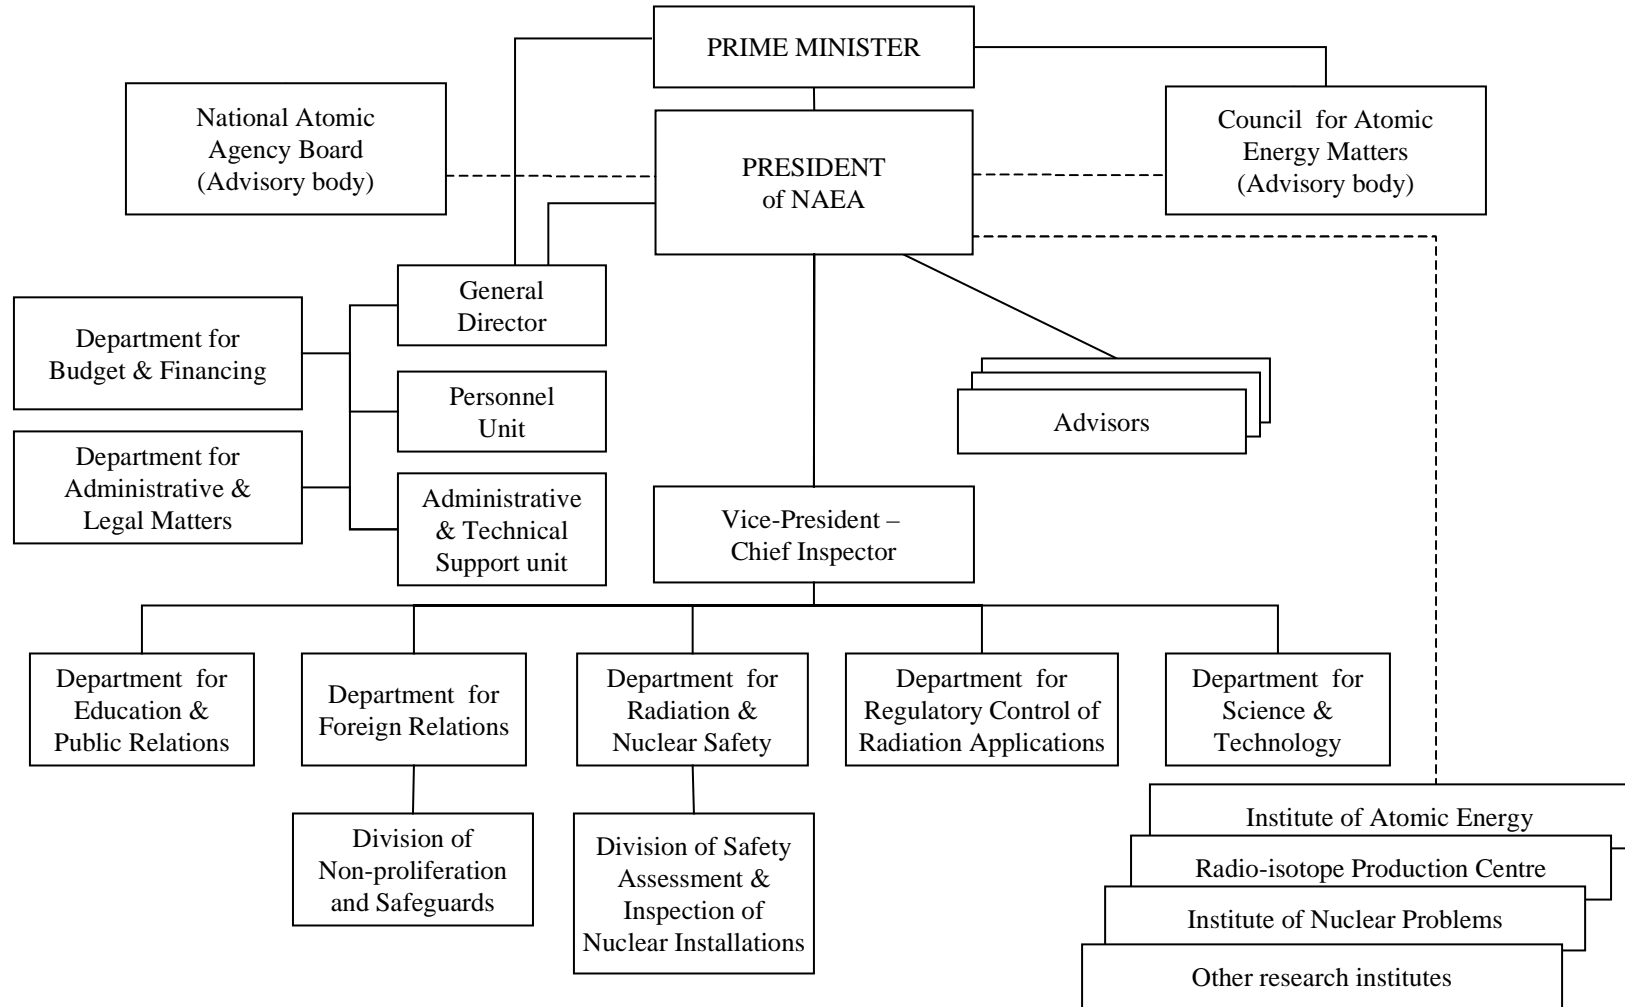 PRIME MINISTER
National Atomic
Agency Board
(Advisory body)
PRESIDENT
of NAEA
Council for Atomic
Energy Matters
(Advisory body)
General
Director
Department for
Budget & Financing
Personnel
Unit
Advisors
Department for
Administrative &
Legal Matters
Administrative
& Technical
Support unit
Vice-President –
Chief Inspector
Department for
Education &
Public Relations
Department for
Foreign Relations
Department for
Radiation &
Nuclear Safety
Department for
Regulatory Control of
Radiation Applications
Department for
Science &
Technology
Division of
Non-proliferation
and Safeguards
Division of Safety
Assessment &
Inspection of
Nuclear Installations
Institute of Atomic Energy
Radio-isotope Production Centre
Institute of Nuclear Problems
Other research institutes